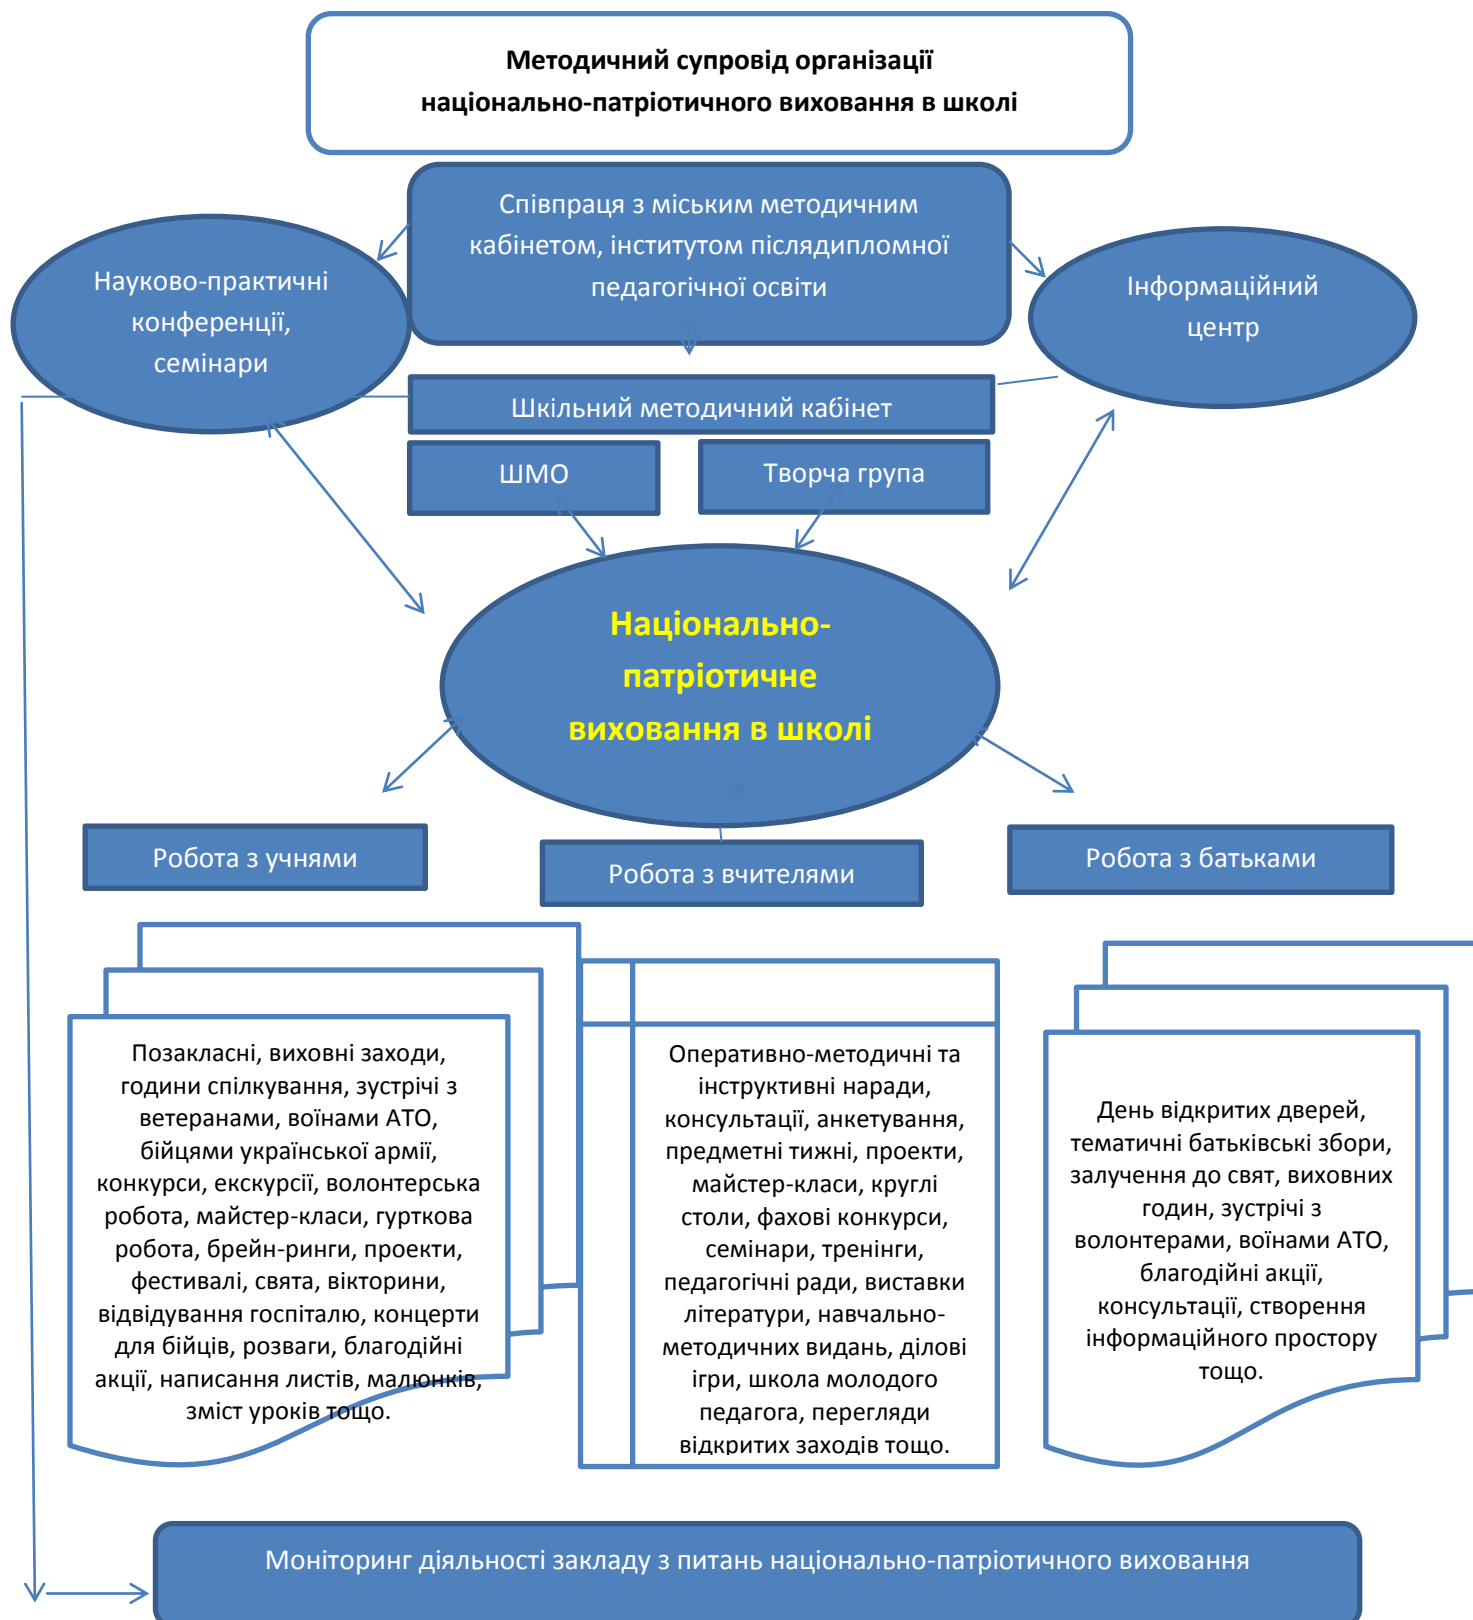 Методичний супровід організації
національно-патріотичного виховання в школі
Співпраця з міським методичним
кабінетом, інститутом післядипломної
педагогічної освіти
Науково-практичні
конференції,
семінари
Інформаційний
центр
Шкільний методичний кабінет
ШМО
Творча група
Національно-
патріотичне
виховання в школі
Робота з учнями
Робота з вчителями
Робота з батьками
Позакласні, виховні заходи,
години спілкування, зустрічі з
ветеранами, воїнами АТО,
бійцями української армії,
конкурси, екскурсії, волонтерська
робота, майстер-класи, гурткова
робота, брейн-ринги, проекти,
фестивалі, свята, вікторини,
відвідування госпіталю, концерти
для бійців, розваги, благодійні
акції, написання листів, малюнків,
зміст уроків тощо.
Оперативно-методичні та
інструктивні наради,
консультації, анкетування,
предметні тижні, проекти,
майстер-класи, круглі
столи, фахові конкурси,
семінари, тренінги,
педагогічні ради, виставки
літератури, навчально-
методичних видань, ділові
ігри, школа молодого
педагога, перегляди
відкритих заходів тощо.
День відкритих дверей,
тематичні батьківські збори,
залучення до свят, виховних
годин, зустрічі з
волонтерами, воїнами АТО,
благодійні акції,
консультації, створення
інформаційного простору
тощо.
Моніторинг діяльності закладу з питань національно-патріотичного виховання